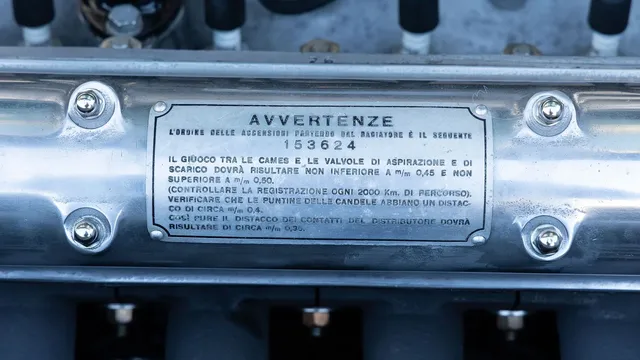 AVVERTENZE
L'ORDINE DELLE ACCENSIONI PARTENDO DAL RADIATORE È IL SEGUENTE
153624
IL GIUOCO TRA LE CAMES E LE VALVOLE DI ASPIRAZIONE E DI
SCARICO DOVRÀ RISULTARE NON INFERIORE A m/m 0,45 E NON
SUPERIORE A m/m 0,50.
(CONTROLLARE LA REGISTRAZIONE OGNI 2000 Km. DI PERCORSO).
VERIFICARE CHE LE PUNTINE DELLE CANDELE ABBIANO UN DISTAC-
CO DI CIRCA m/m 0,4.
COSÌ PURE IL DISTACCO DEI CONTATTI DEL DISTRIBUTORE DOVRÀ
RISULTARE DI CIRCA m/m 0,35.